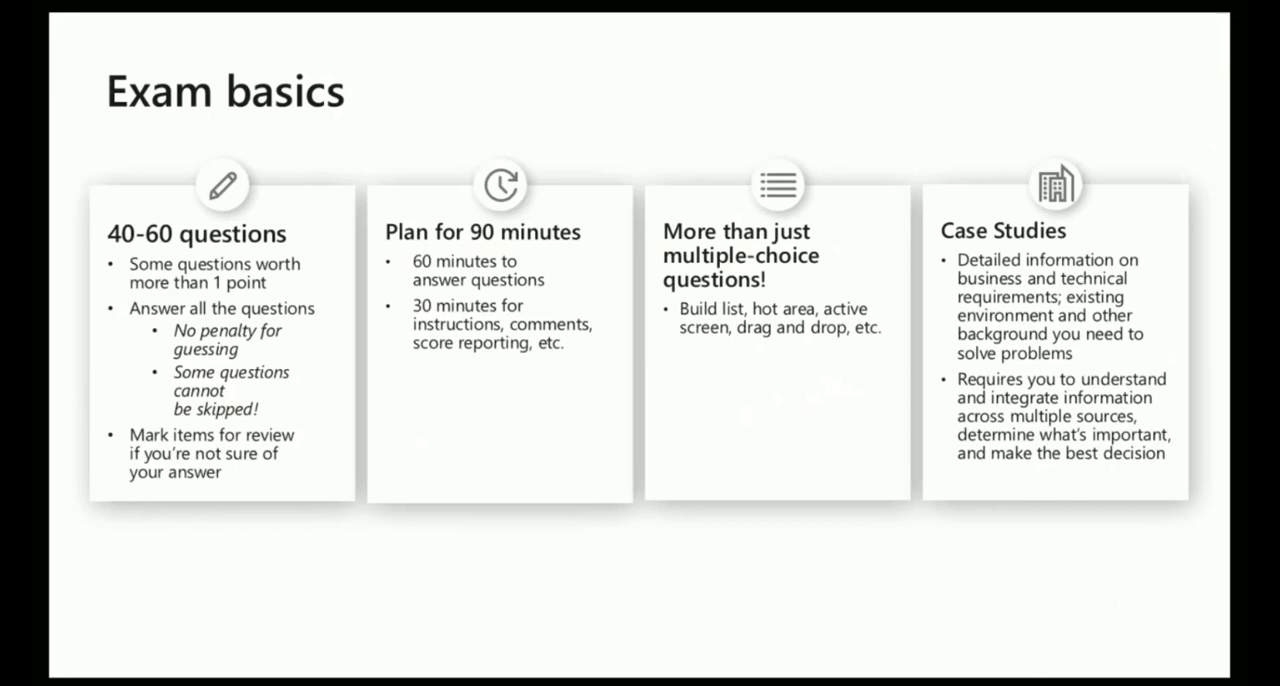 Exam basics
40-60 questions
• Some questions worth
more than 1 point
• Answer all the questions
• No penalty for
guessing
• Some questions
cannot
be skipped!
• Mark items for review
if you're not sure of
your answer
Plan for 90 minutes
• 60 minutes to
answer questions
• 30 minutes for
instructions, comments,
score reporting, etc.
More than just
multiple-choice
questions!
• Build list, hot area, active
screen, drag and drop, etc.
Case Studies
• Detailed information on
business and technical
requirements; existing
environment and other
background you need to
solve problems
• Requires you to understand
and integrate information
across multiple sources,
determine what's important,
and make the best decision